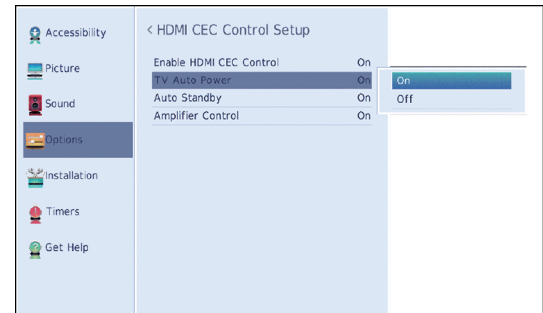 Accessibility
Picture
Sound
Options
Installation
Timers
Get Help
< HDMI CEC Control Setup
Enable HDMI CEC Control On
TV Auto Power On
Auto Standby On
Amplifier Control On
On
Off